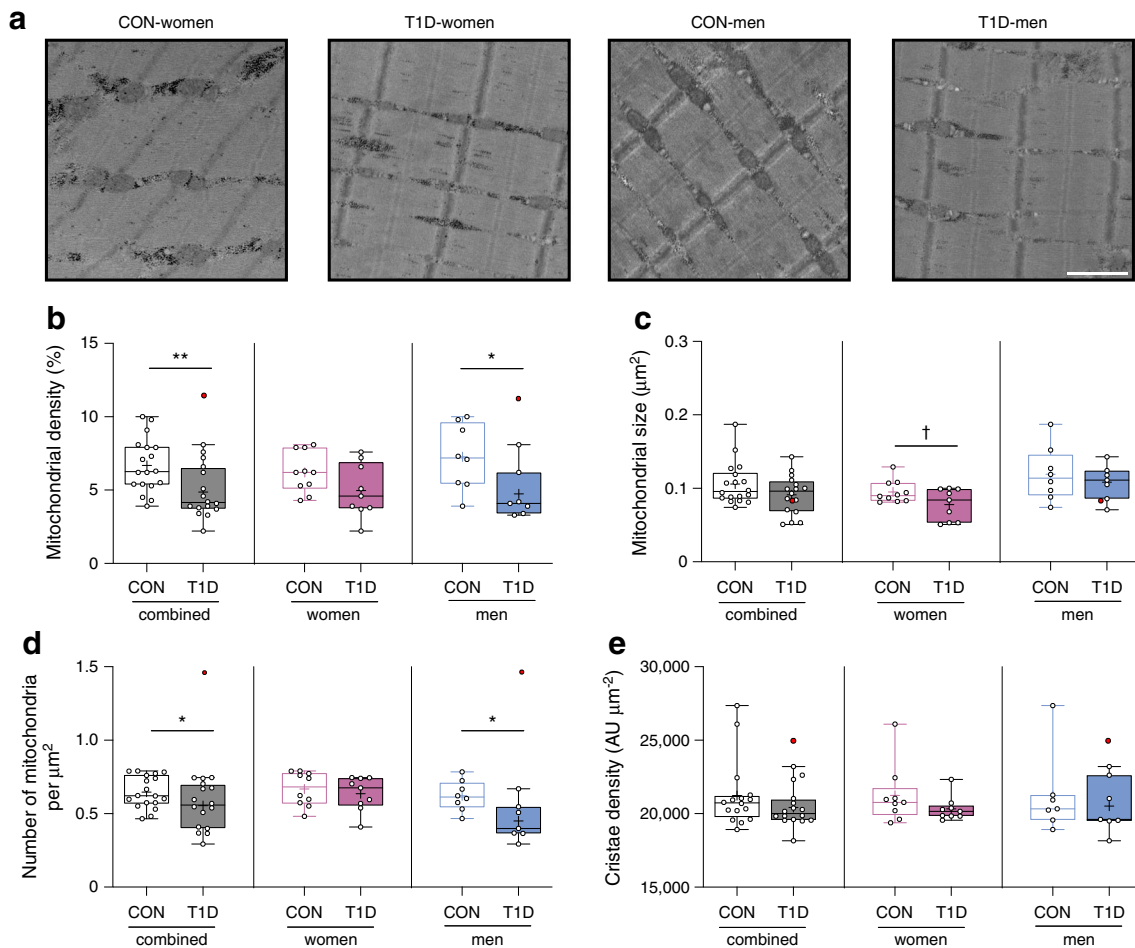 a
CON-women T1D-women CON-men T1D-men
b
Mitochondrial density (%)
15
10
5
0
**
*
CON T1D CON T1D CON T1D
combined women men
c
Mitochondrial size (μm²)
0.3
0.2
0.1
0
†
CON T1D CON T1D CON T1D
combined women men
d
Number of mitochondria
per μm²
1.5
1.0
0.5
0
*
*
CON T1D CON T1D CON T1D
combined women men
e
Cristae density (AU μm⁻²)
30,000
25,000
20,000
15,000
CON T1D CON T1D CON T1D
combined women men